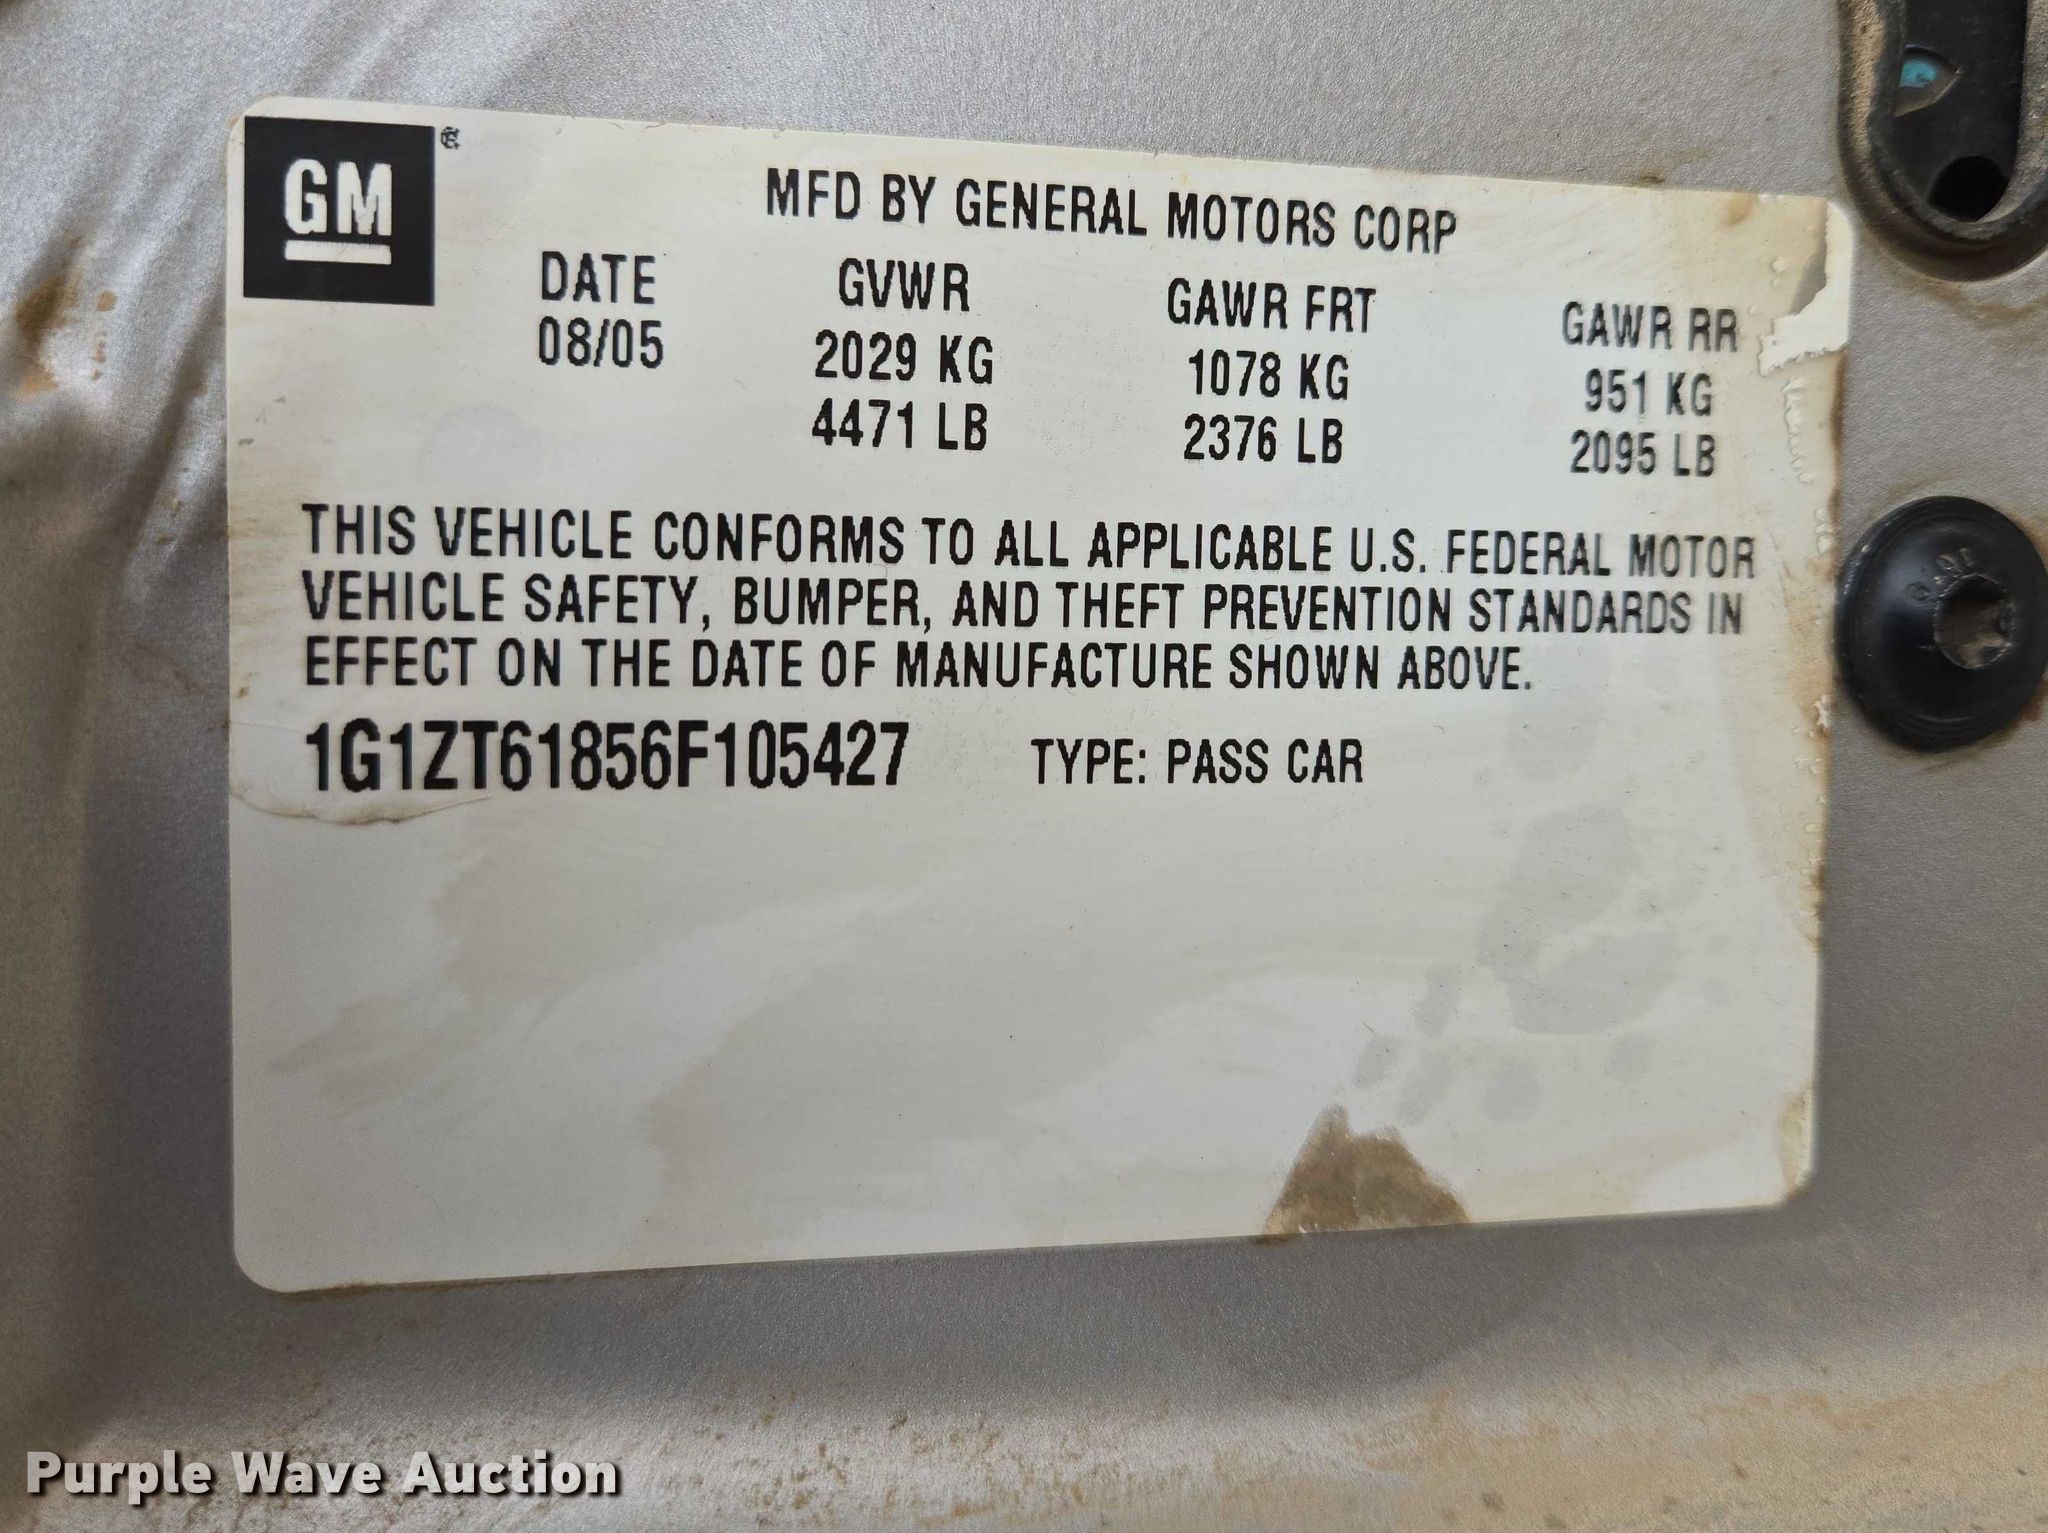 GM
MFD BY GENERAL MOTORS CORP
DATE GVWR GAWR FRT GAWR RR
08/05 2029 KG 1078 KG 951 KG
4471 LB 2376 LB 2095 LB
THIS VEHICLE CONFORMS TO ALL APPLICABLE U.S. FEDERAL MOTOR
VEHICLE SAFETY, BUMPER, AND THEFT PREVENTION STANDARDS IN
EFFECT ON THE DATE OF MANUFACTURE SHOWN ABOVE.
1G1ZT61856F105427 TYPE: PASS CAR
Purple Wave Auction